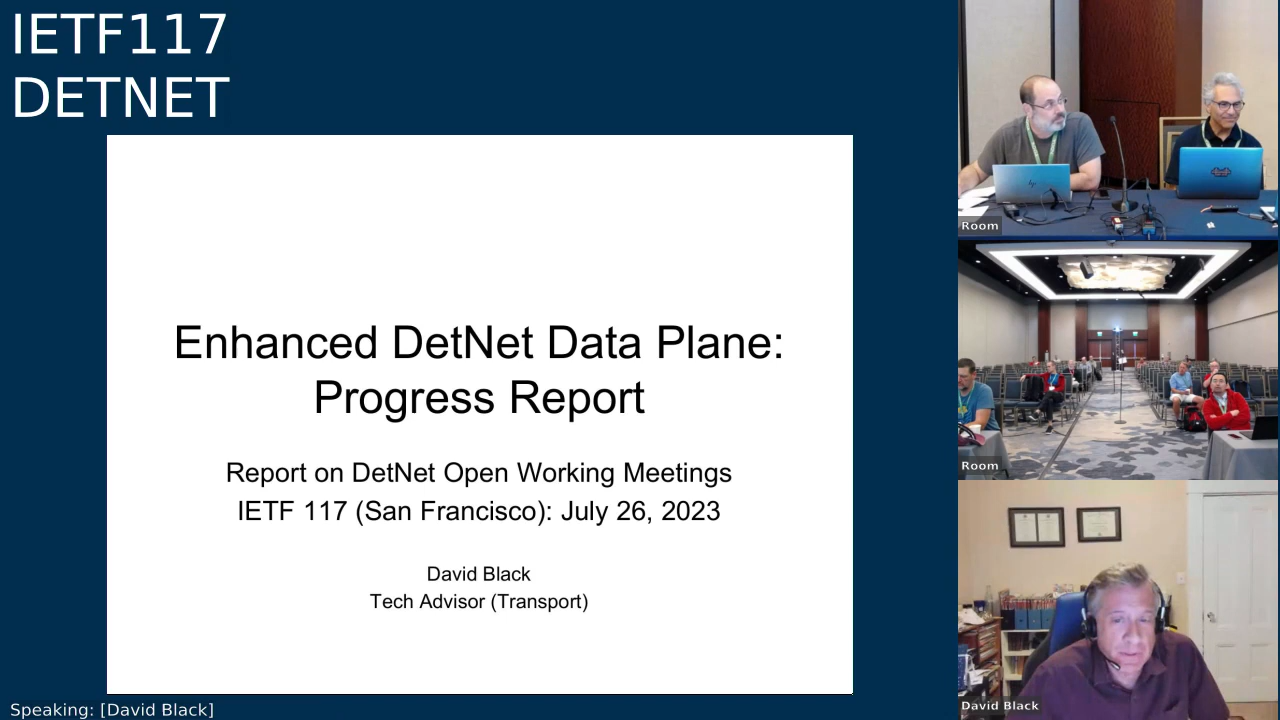 IETF117
DETNET
Enhanced DetNet Data Plane:
Progress Report
Report on DetNet Open Working Meetings
IETF 117 (San Francisco): July 26, 2023
David Black
Tech Advisor (Transport)
Speaking: [David Black]
Room
Room
David Black